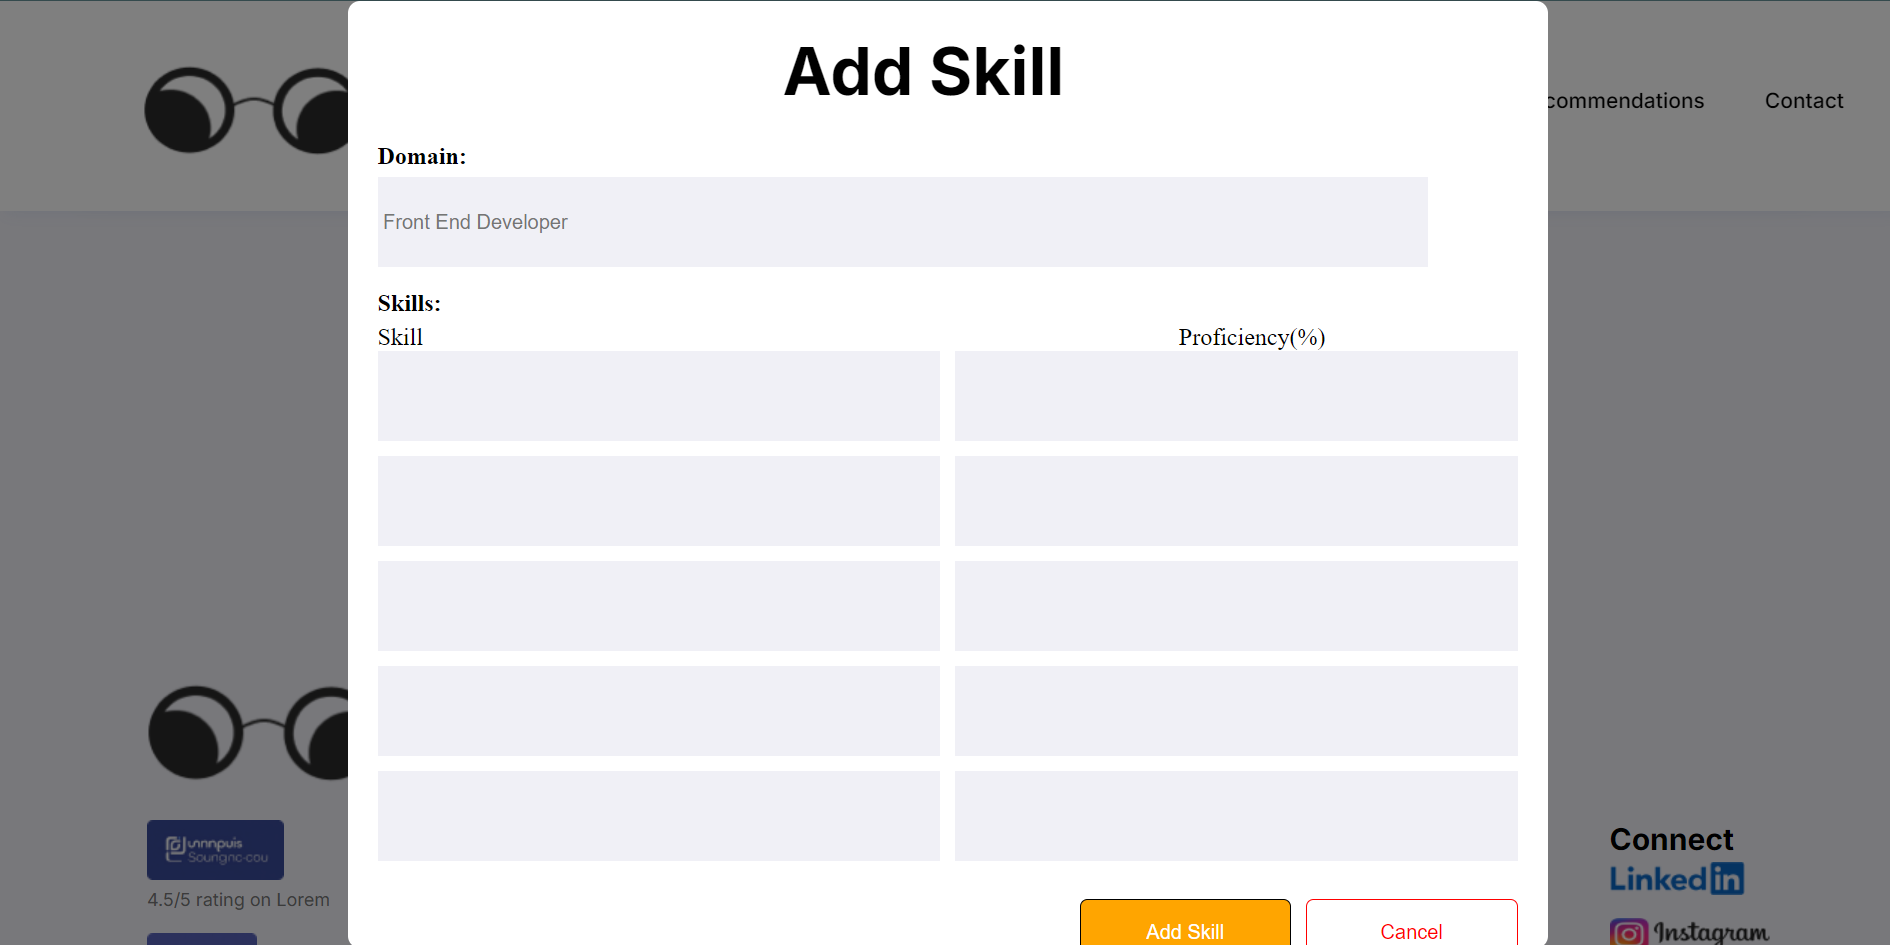 Add Skill
commendations
Contact
Domain:
Front End Developer
Skills:
Skill
Proficiency(%)
unnnpuis
Soungnc-cou
4.5/5 rating on Lorem
Connect
Linkedin
Instagram
Add Skill
Cancel